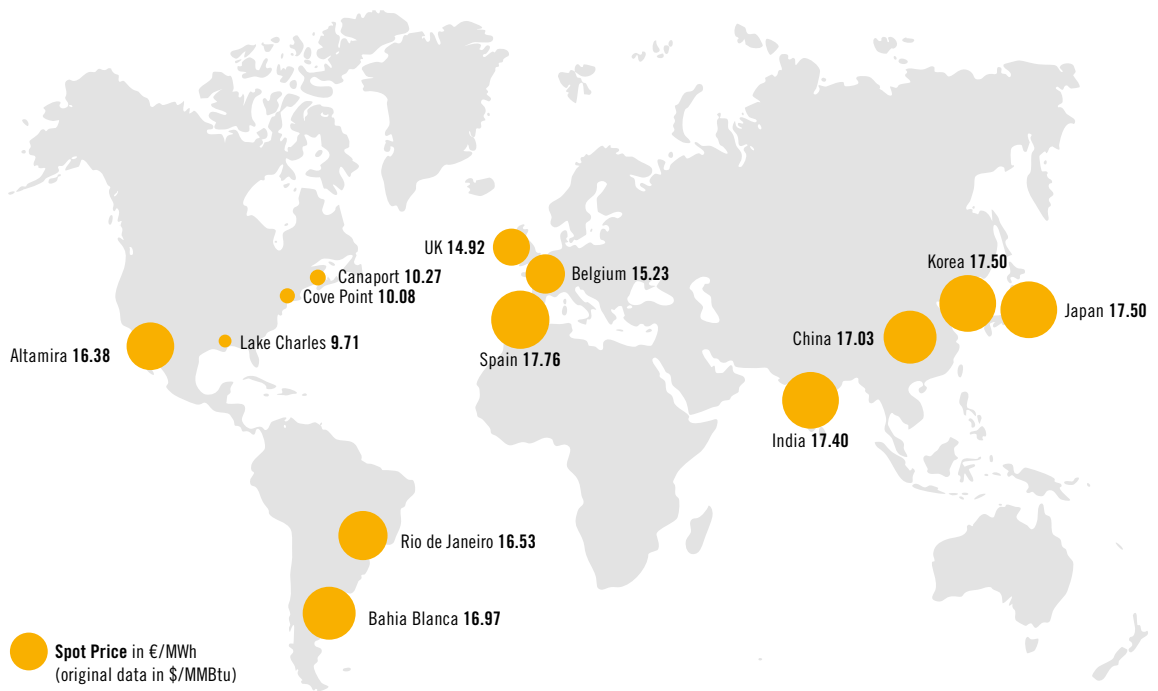 UK 14.92
Belgium 15.23
Korea 17.50
Canaport 10.27
Cove Point 10.08
Japan 17.50
China 17.03
Lake Charles 9.71
Altamira 16.38
Spain 17.76
India 17.40
Rio de Janeiro 16.53
Bahia Blanca 16.97
Spot Price in €/MWh
(original data in $/MMBtu)